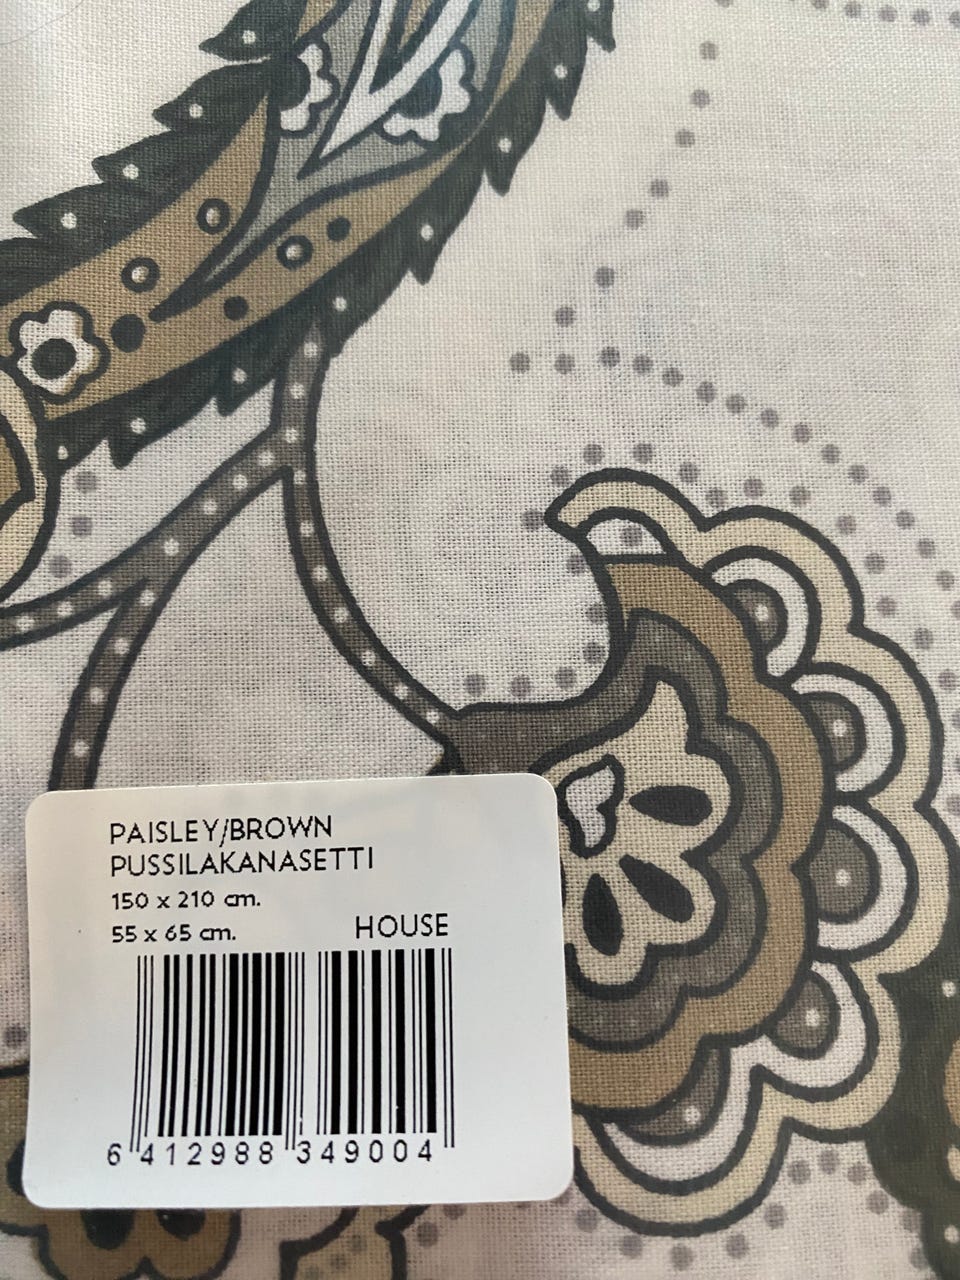 PAISLEY/BROWN
PUSSILAKANASETTI
150 x 210 cm.
55 x 65 cm. HOUSE
6 412988 349004